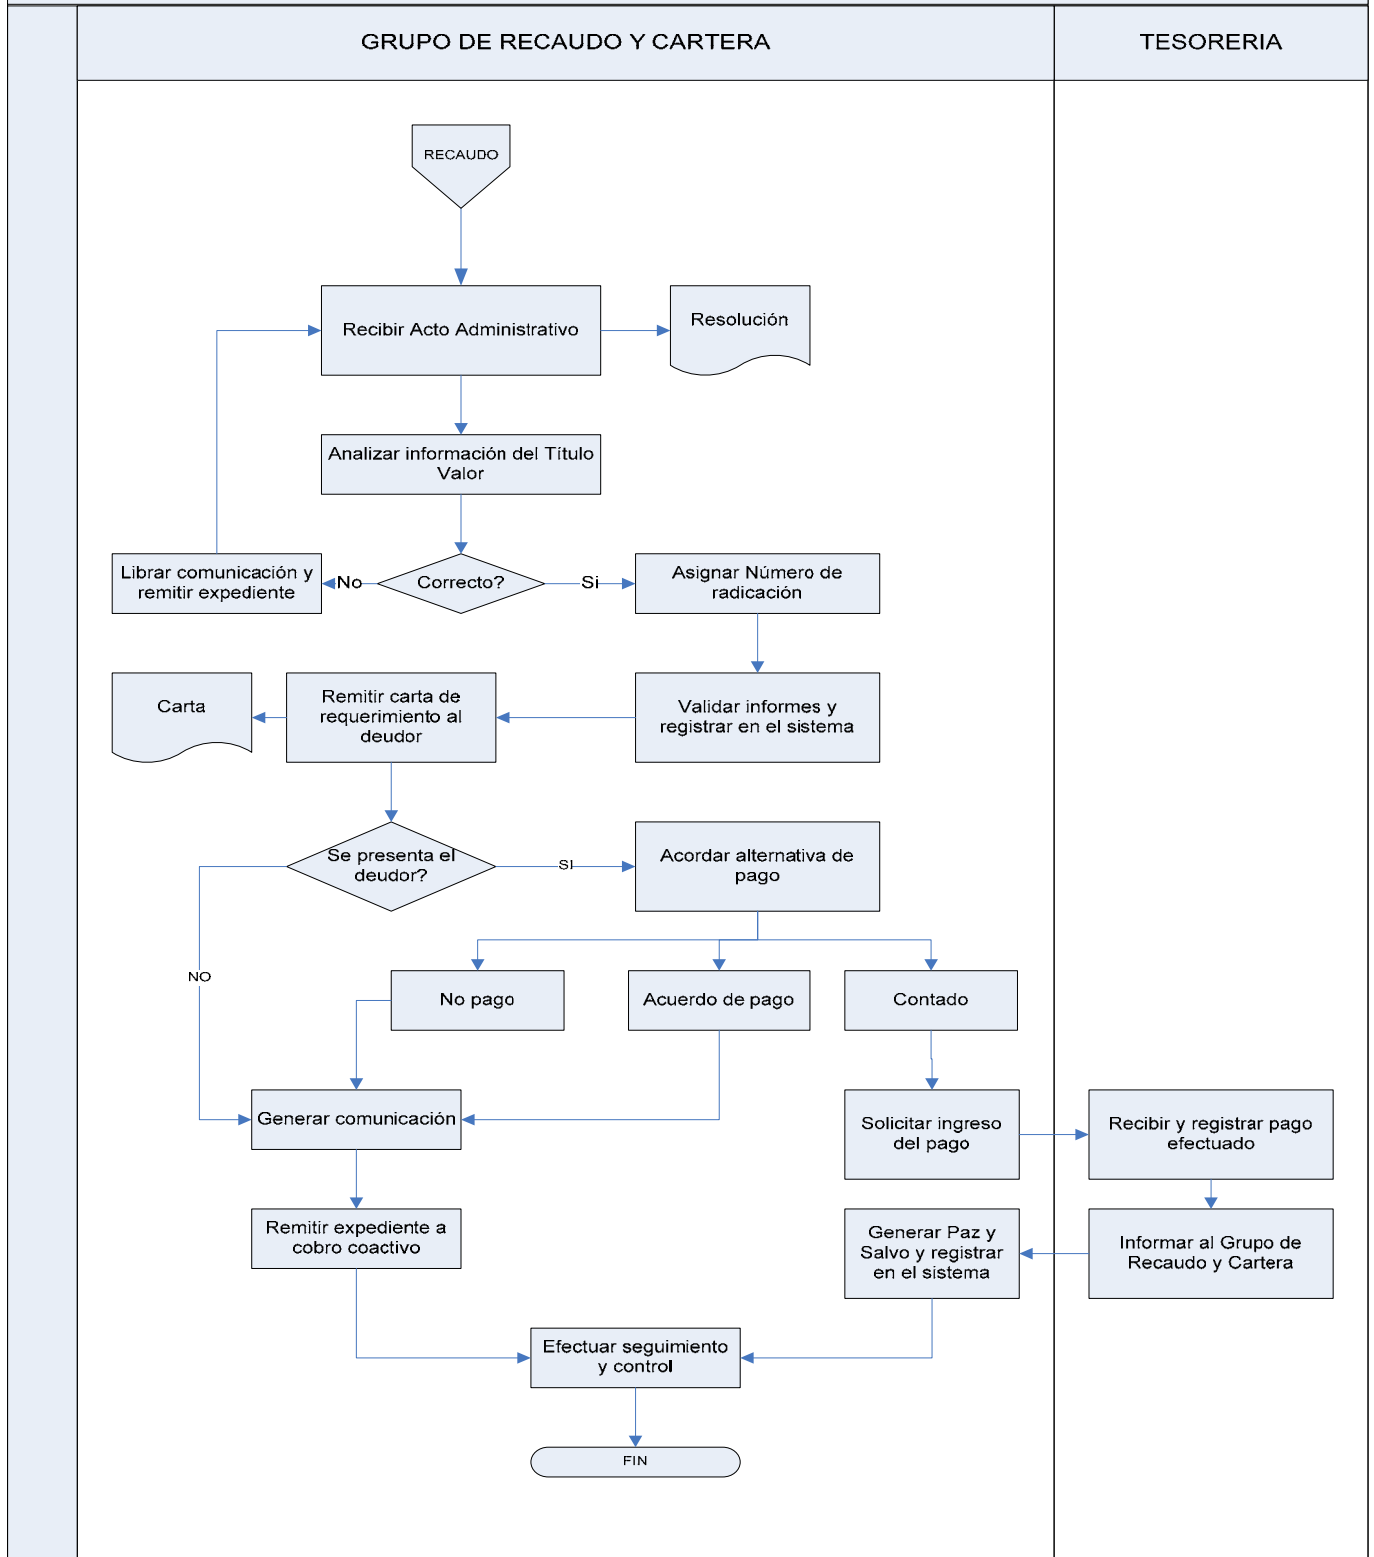 GRUPO DE RECAUDO Y CARTERA
TESORERIA
RECAUDO
Recibir Acto Administrativo
Resolución
Analizar información del Título
Valor
Librar comunicación y
remitir expediente
No
Correcto?
Si
Asignar Número de
radicación
Carta
Remitir carta de
requerimiento al
deudor
Validar informes y
registrar en el sistema
Se presenta el
deudor?
SI
Acordar alternativa de
pago
NO
No pago
Acuerdo de pago
Contado
Generar comunicación
Solicitar ingreso
del pago
Recibir y registrar pago
efectuado
Remitir expediente a
cobro coactivo
Generar Paz y
Salvo y registrar
en el sistema
Informar al Grupo de
Recaudo y Cartera
Efectuar seguimiento
y control
FIN